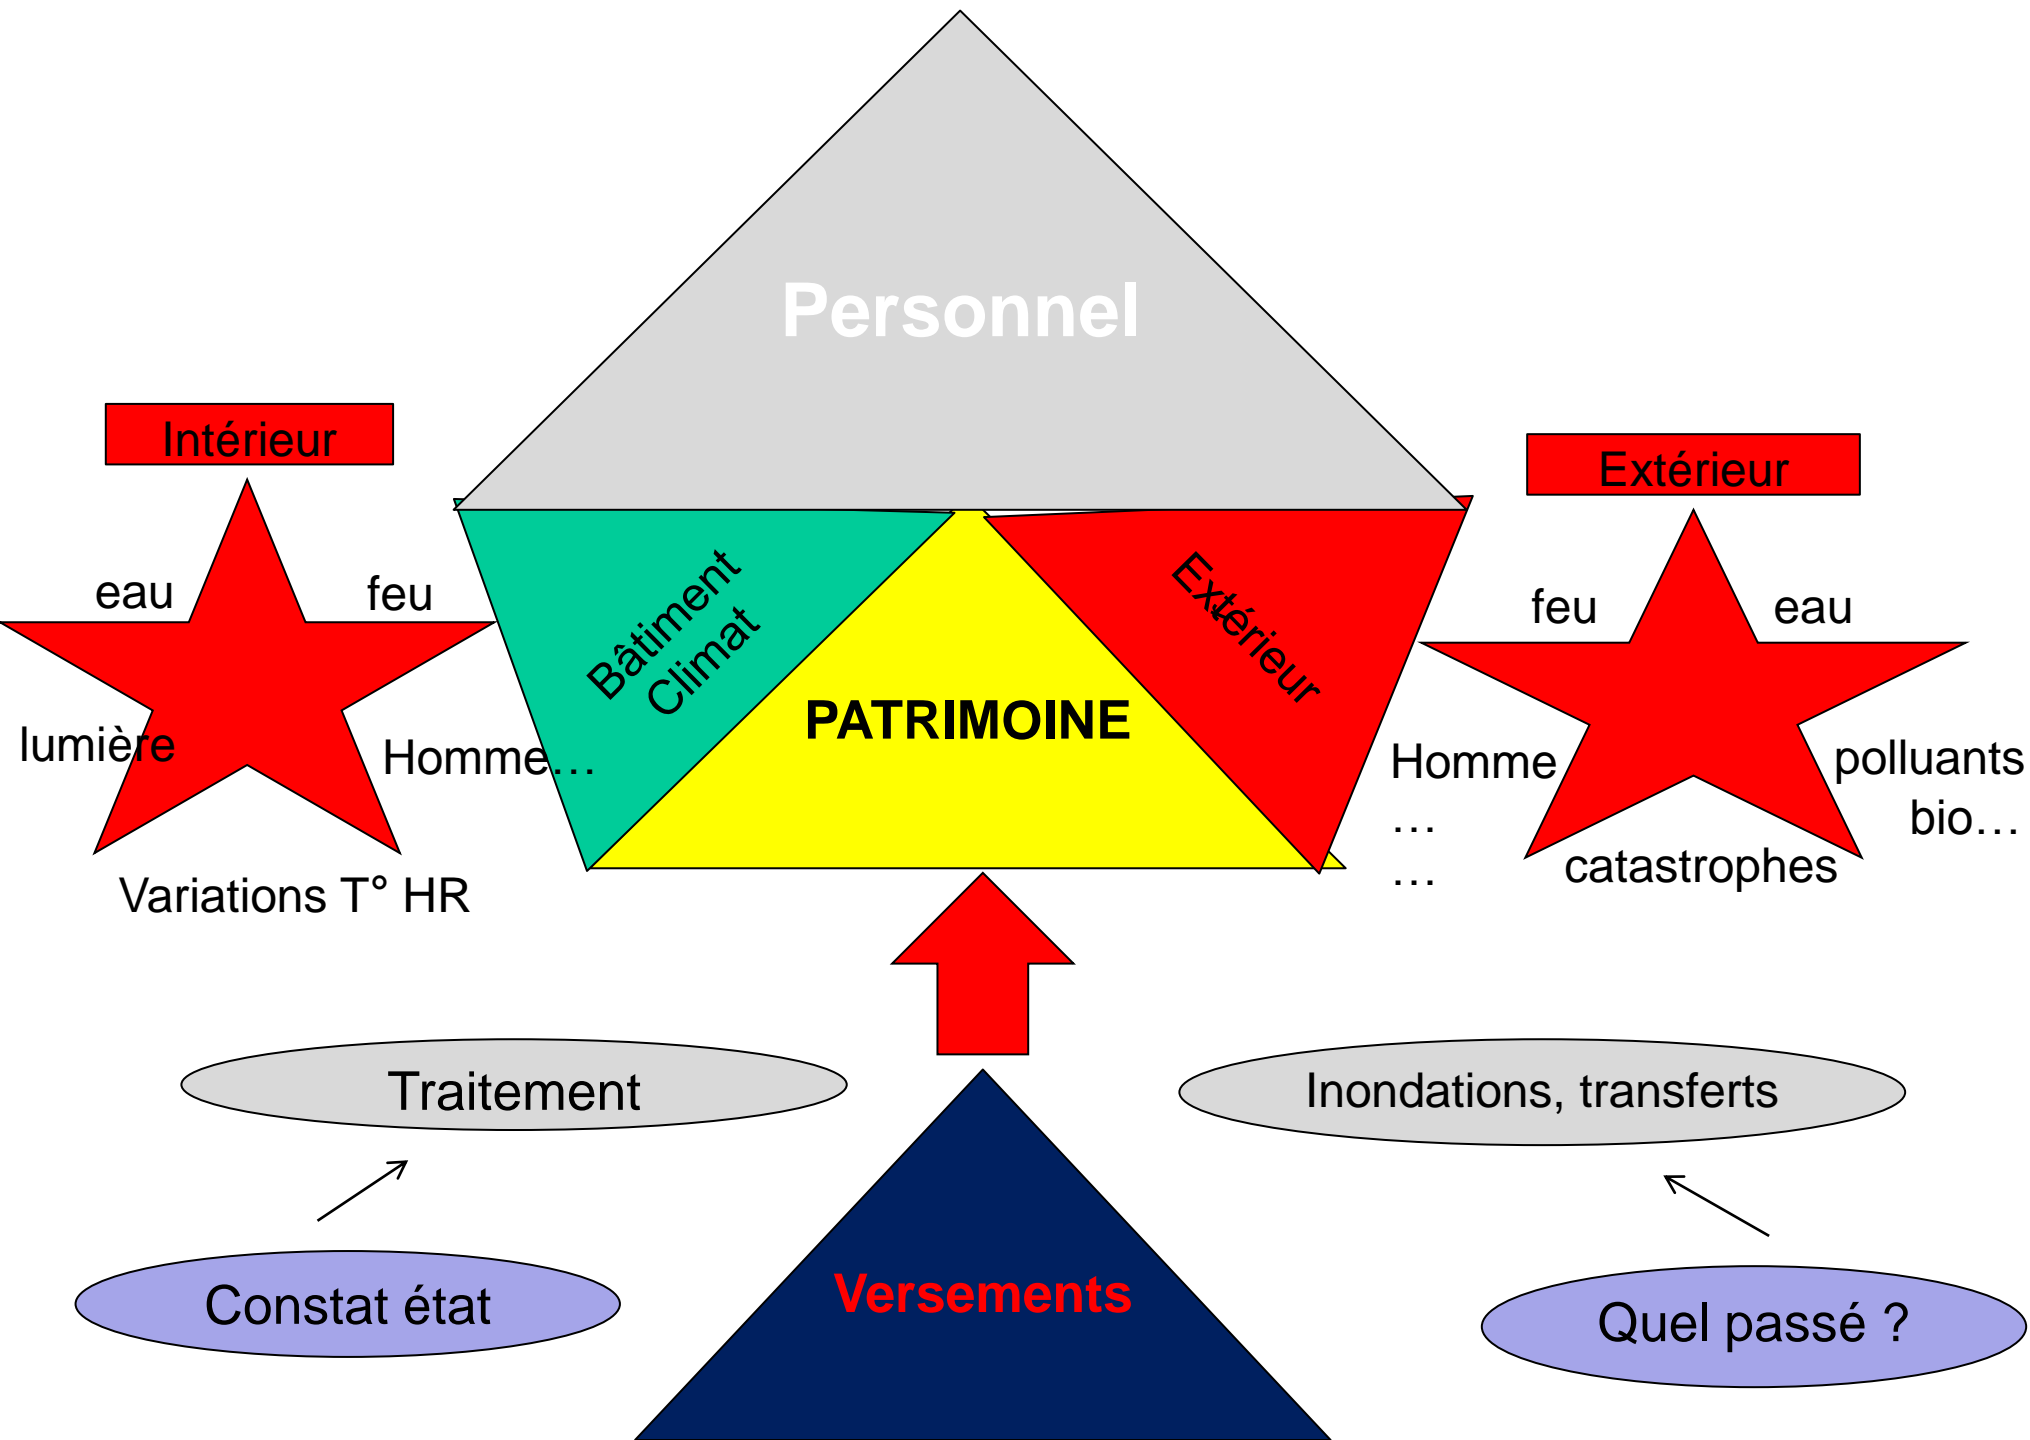 Personnel
Intérieur
Extérieur
eau
feu
Bâtiment
Climat
Extérieur
feu
eau
PATRIMOINE
lumière
Homme…
Homme
…
…
polluants
bio…
Variations T° HR
catastrophes
Traitement
Inondations, transferts
Versements
Constat état
Quel passé ?